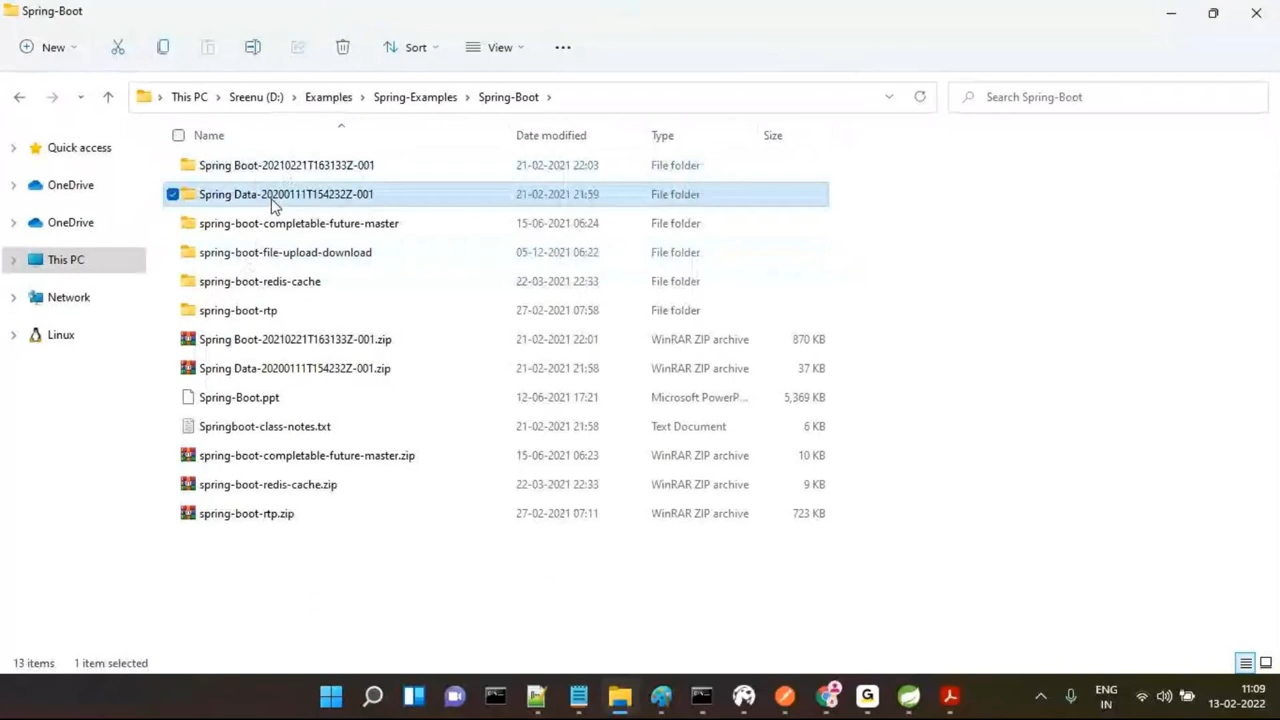 Spring-Boot
New Sort View
This PC Sreenu (D:) Examples Spring-Examples Spring-Boot Search Spring-Boot
Name Date modified Type Size
Quick access
OneDrive
OneDrive
This PC
Network
Linux
Spring Boot-20210221T163133Z-001 21-02-2021 22:03 File folder
Spring Data-20200111T154232Z-001 21-02-2021 21:59 File folder
spring-boot-completable-future-master 15-06-2021 06:24 File folder
spring-boot-file-upload-download 05-12-2021 06:22 File folder
spring-boot-redis-cache 22-03-2021 22:33 File folder
spring-boot-rtp 27-02-2021 07:58 File folder
Spring Boot-20210221T163133Z-001.zip 21-02-2021 22:01 WinRAR ZIP archive 870 KB
Spring Data-20200111T154232Z-001.zip 21-02-2021 21:58 WinRAR ZIP archive 37 KB
Spring-Boot.ppt 12-06-2021 17:21 Microsoft PowerP... 5,369 KB
Springboot-class-notes.txt 21-02-2021 21:58 Text Document 6 KB
spring-boot-completable-future-master.zip 15-06-2021 06:23 WinRAR ZIP archive 10 KB
spring-boot-redis-cache.zip 22-03-2021 22:33 WinRAR ZIP archive 9 KB
spring-boot-rtp.zip 27-02-2021 07:11 WinRAR ZIP archive 723 KB
13 items 1 item selected
ENG 11:09
IN 13-02-2022